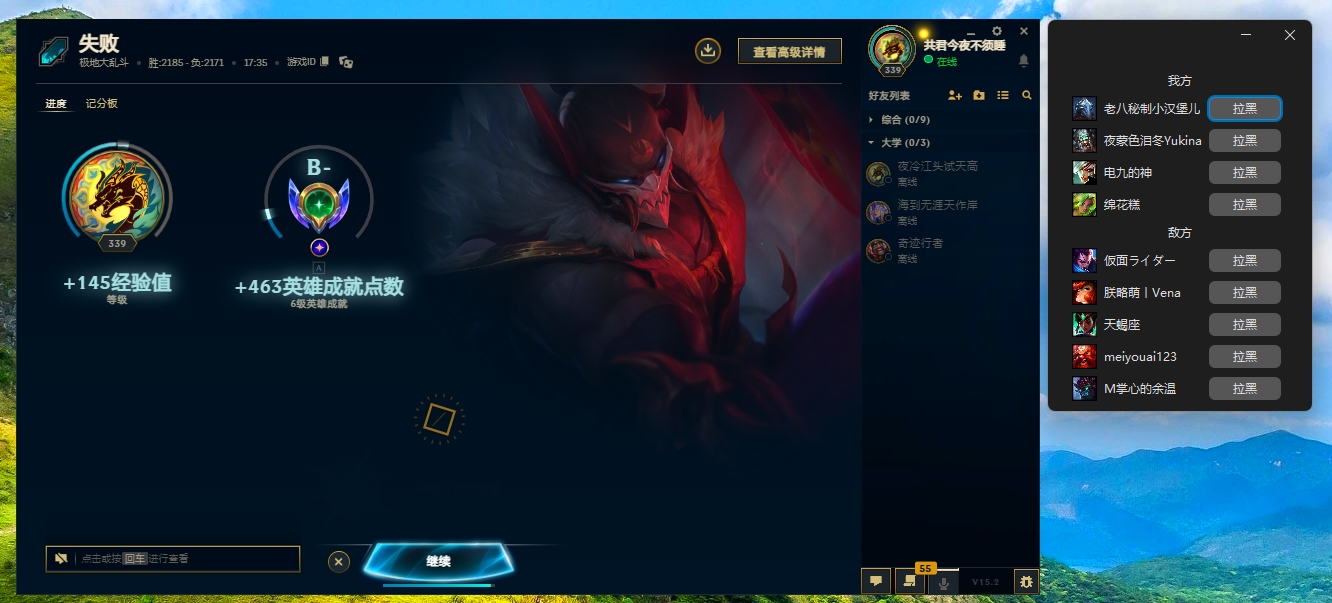 失败
极地大乱斗 • 胜:2185 - 负:2171 • 17:35 • 游戏ID
查看高级详情
进度 记分板
339
+145经验值
等级
B-
A
+463英雄成就点数
6级英雄成就
点击或按回车进行查看
继续
共君今夜不须睡
339
在线
好友列表
综合 (0/9)
大学 (0/3)
夜泠江头试天高
离线
海到无涯天作岸
离线
奇迹行者
离线
55
V15.2
我方
老八秘制小汉堡儿 拉黑
夜蒙色泪冬Yukina 拉黑
电九的神 拉黑
绵花糕 拉黑
敌方
仮面ライダー 拉黑
朕略萌丨Vena 拉黑
天蝎座 拉黑
meiyouai123 拉黑
M掌心的余温 拉黑